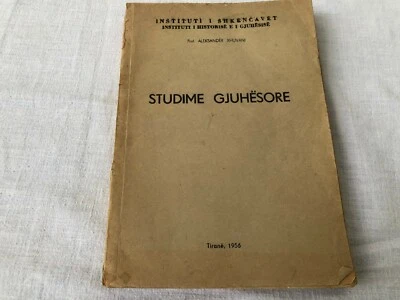 INSTITUTI I SHKENCAVET
INSTITUTI I HISTORISË E I GJUHËSISË
Prof. ALEKSANDËR XHUVANI
STUDIME GJUHËSORE
Tiranë, 1956